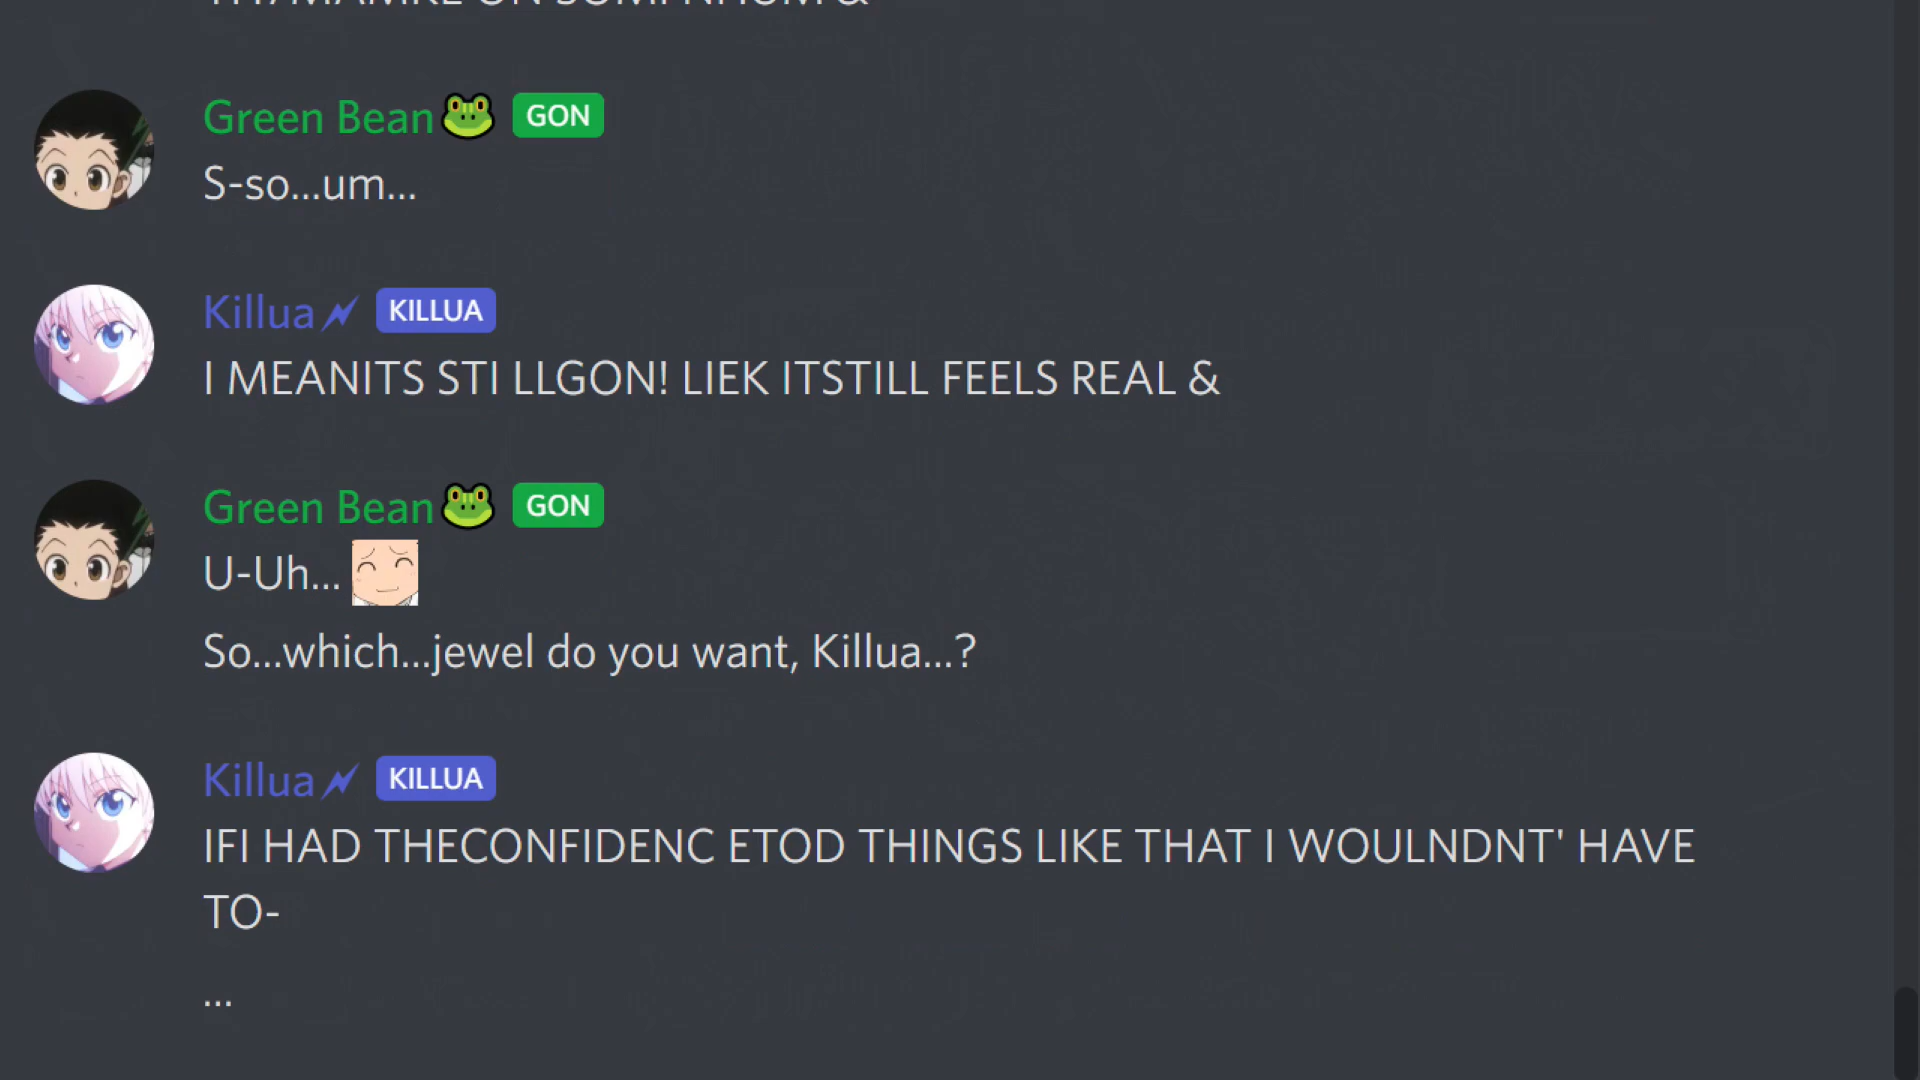 Green Bean🐸 GON
S-so...um...
Killua KILLUA
I MEANITS STI LLGON! LIEK ITSTILL FEELS REAL &
Green Bean🐸 GON
U-Uh...
So...which...jewel do you want, Killua...?
Killua KILLUA
IFI HAD THECONFIDENC ETOD THINGS LIKE THAT I WOULNDNT' HAVE
TO-
...